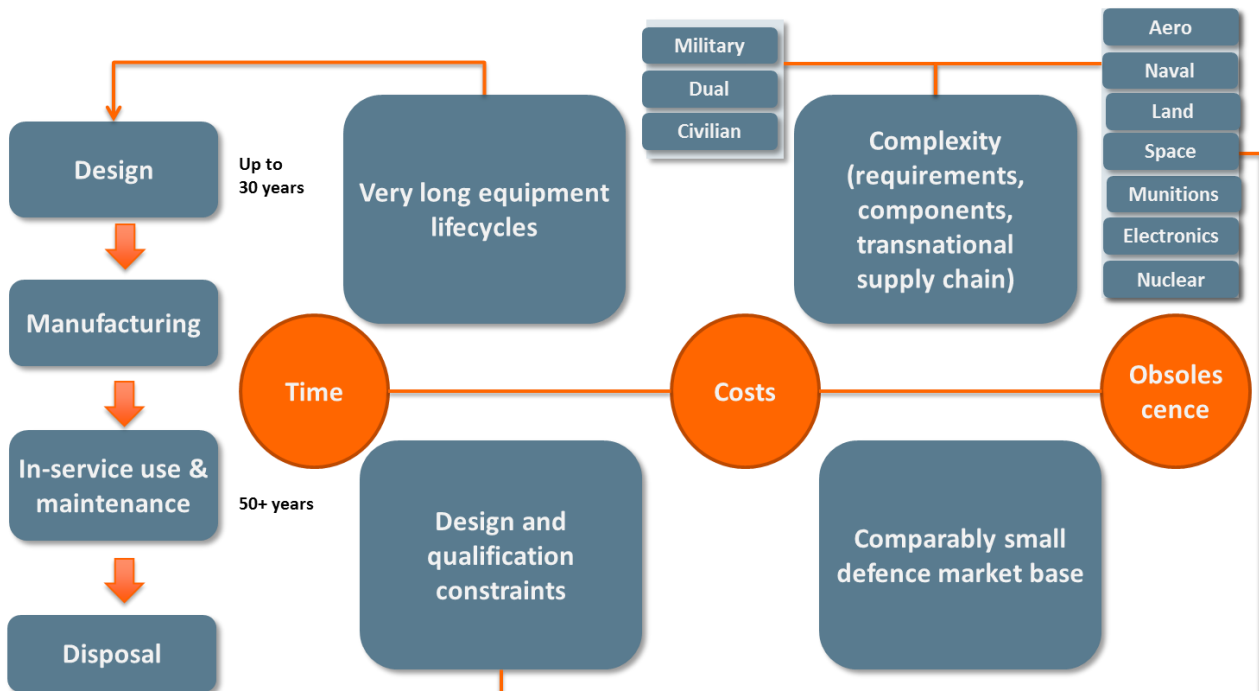 Design
Up to
30 years
Manufacturing
In-service use &
maintenance
50+ years
Disposal
Very long equipment
lifecycles
Military
Dual
Civilian
Complexity
(requirements,
components,
transnational
supply chain)
Aero
Naval
Land
Space
Munitions
Electronics
Nuclear
Time
Costs
Obsoles
cence
Design and
qualification
constraints
Comparably small
defence market base